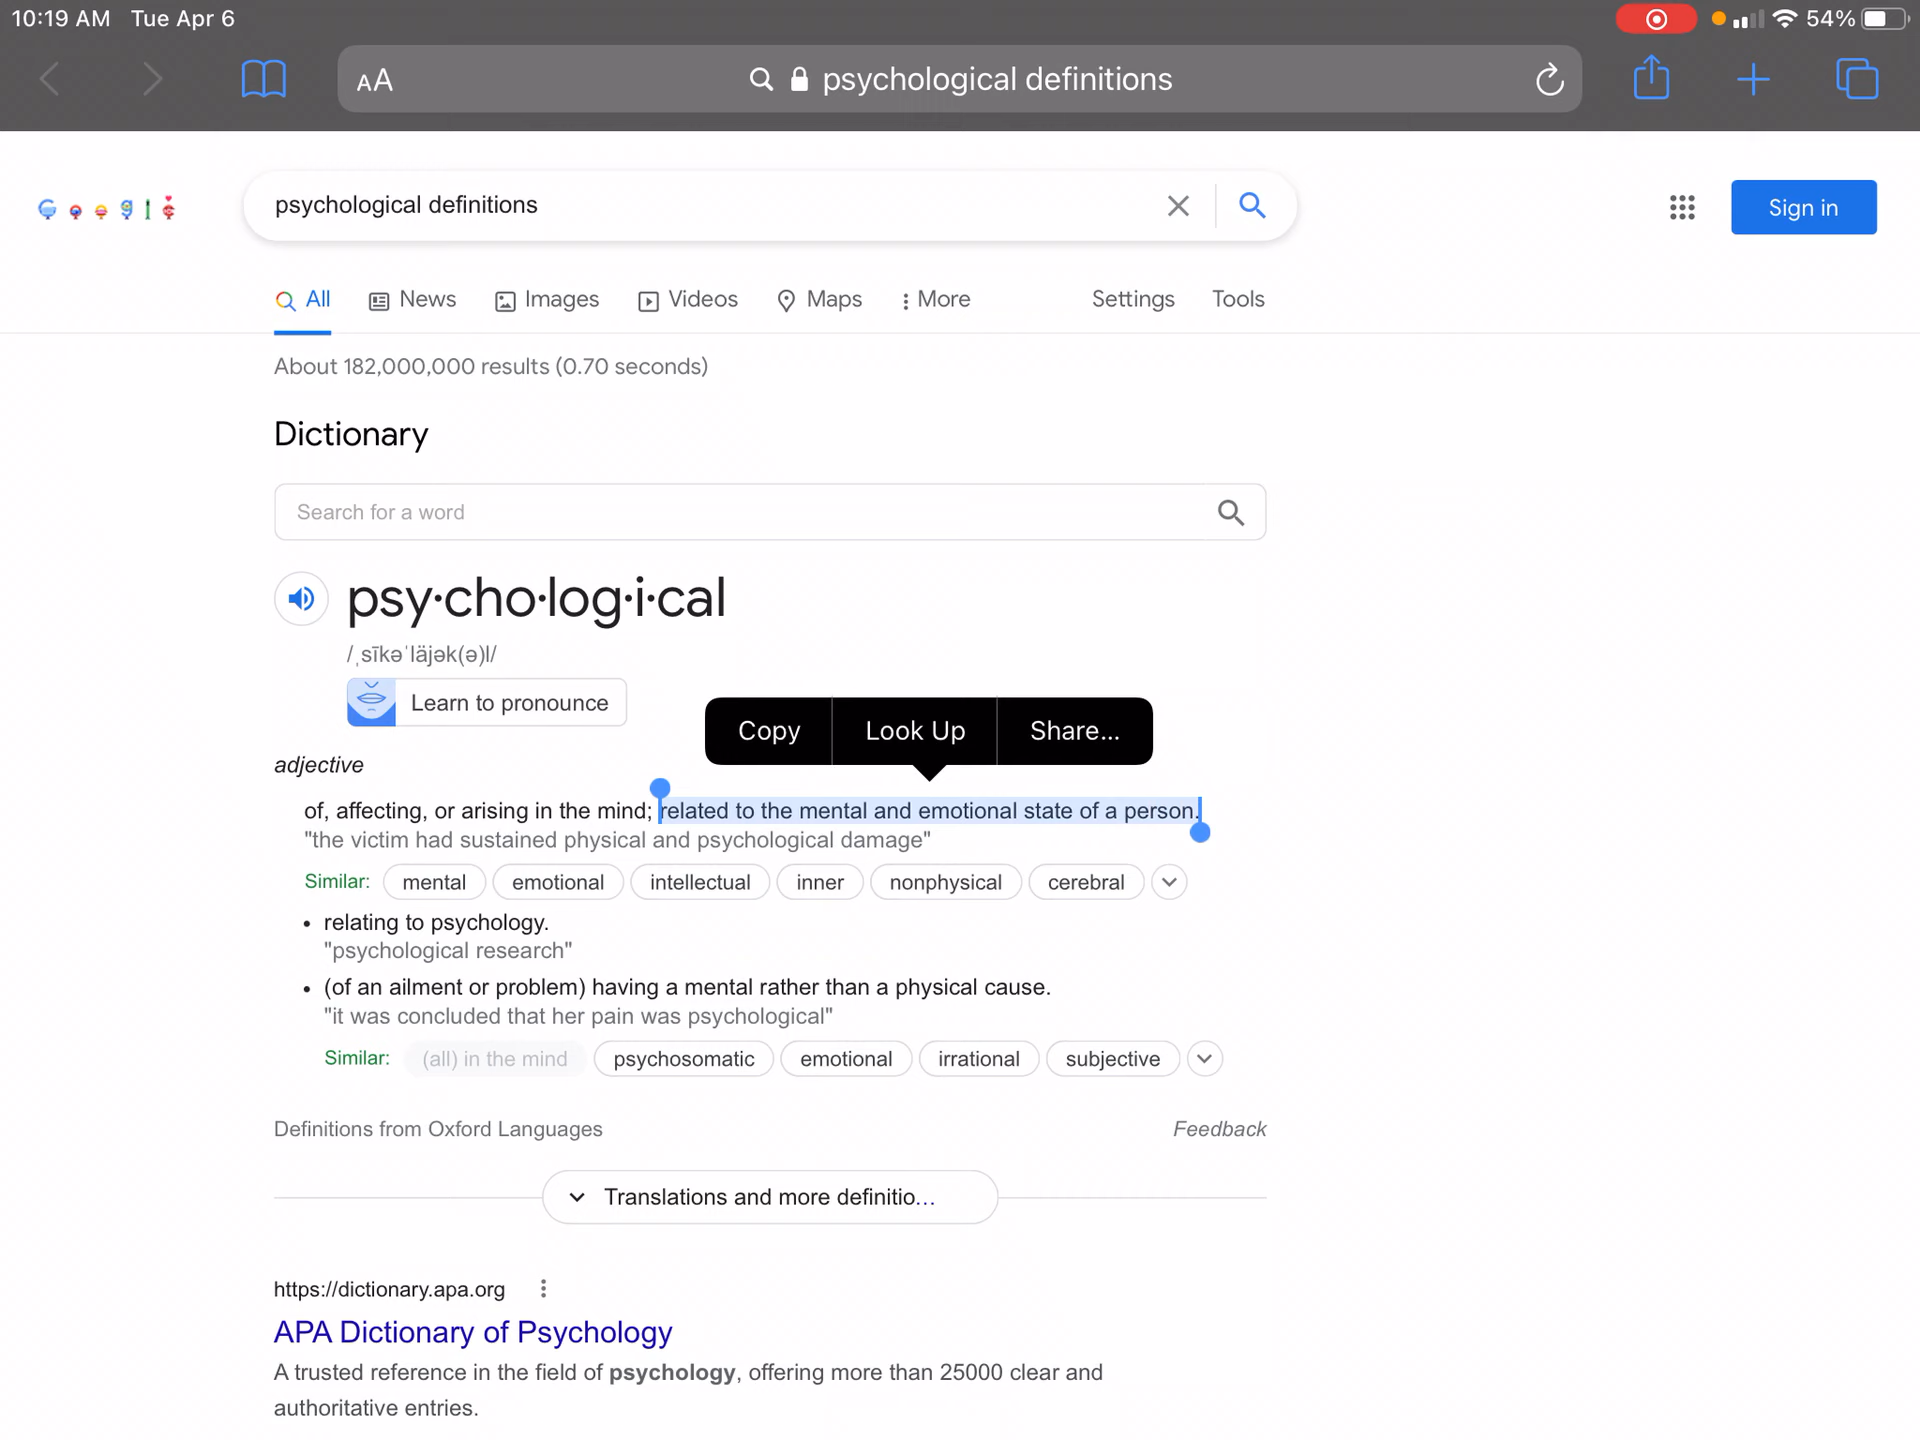 10:19 AM Tue Apr 6 54%
AA psychological definitions
Google psychological definitions Sign in
All News Images Videos Maps More Settings Tools
About 182,000,000 results (0.70 seconds)
Dictionary
Search for a word
psy·cho·log·i·cal
/ˌsīkəˈläjək(ə)l/
Learn to pronounce
Copy Look Up Share...
adjective
of, affecting, or arising in the mind; related to the mental and emotional state of a person.
"the victim had sustained physical and psychological damage"
Similar: mental emotional intellectual inner nonphysical cerebral
• relating to psychology.
"psychological research"
• (of an ailment or problem) having a mental rather than a physical cause.
"it was concluded that her pain was psychological"
Similar: (all) in the mind psychosomatic emotional irrational subjective
Definitions from Oxford Languages Feedback
Translations and more definitio...
https://dictionary.apa.org
APA Dictionary of Psychology
A trusted reference in the field of psychology, offering more than 25000 clear and
authoritative entries.